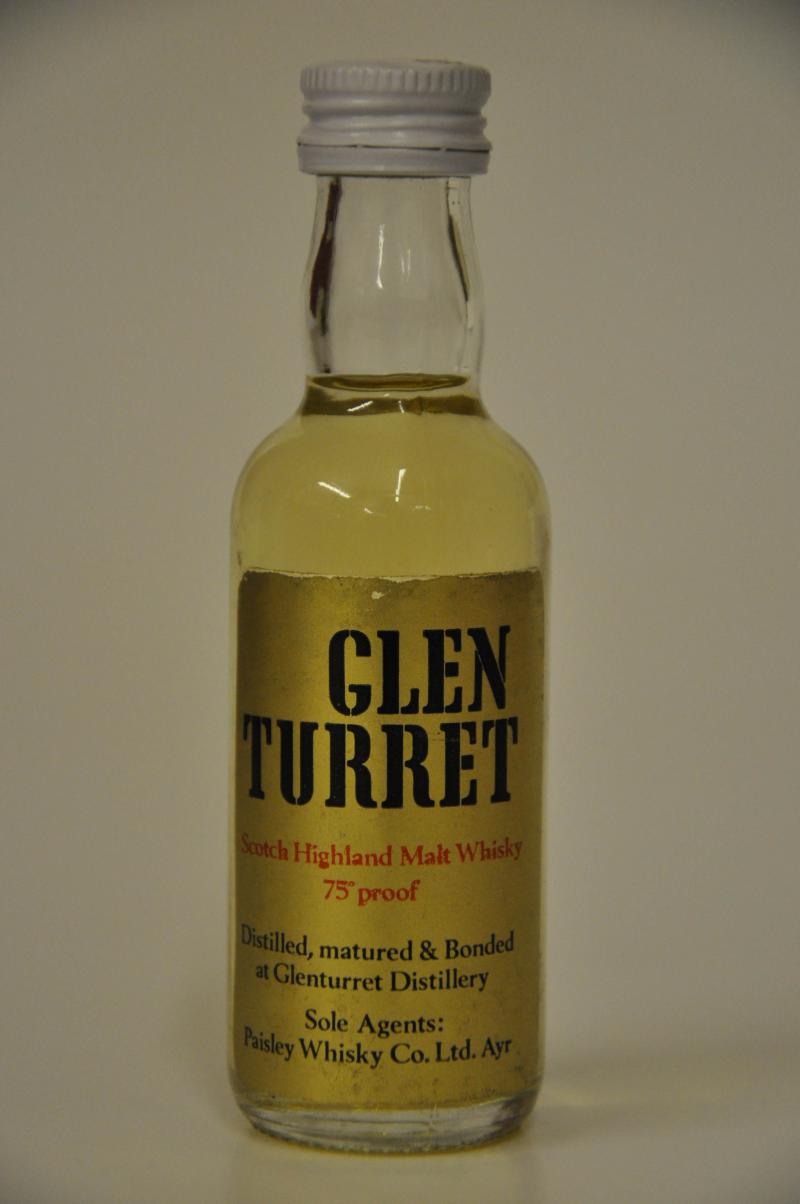 GLEN
TURRET
Scotch Highland Malt Whisky
75° proof
Distilled, matured & Bonded
at Glenturret Distillery
Sole Agents:
Paisley Whisky Co. Ltd. Ayr